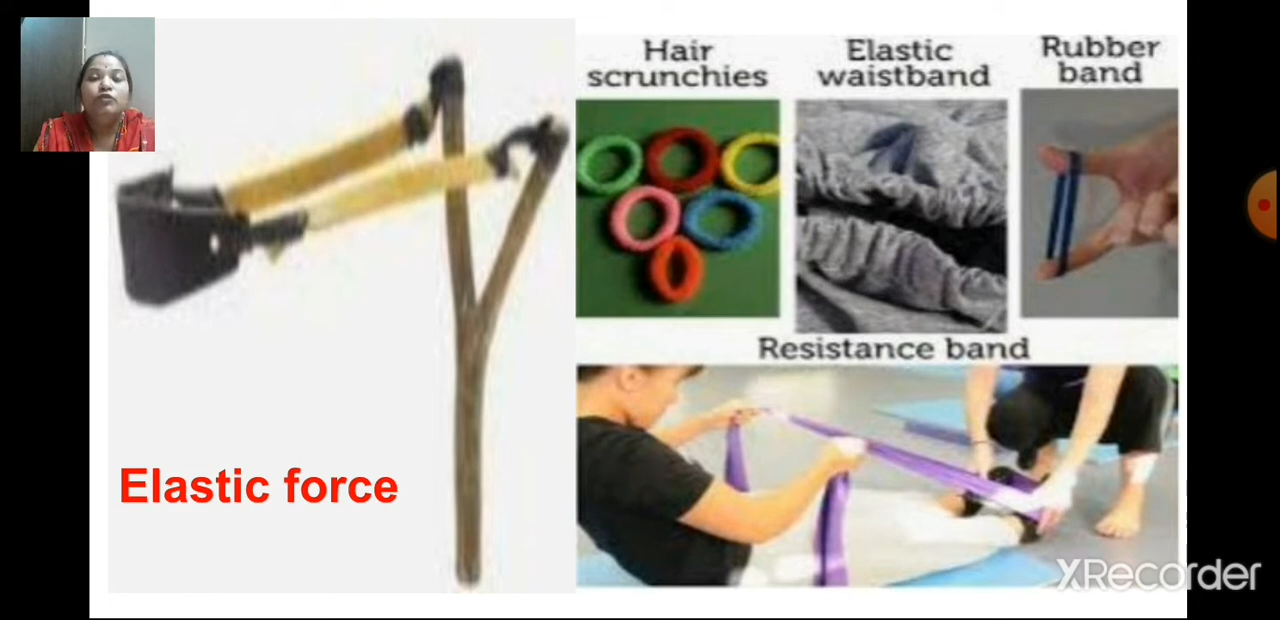 Hair
scrunchies
Elastic
waistband
Rubber
band
Resistance band
Elastic force
XRecorder